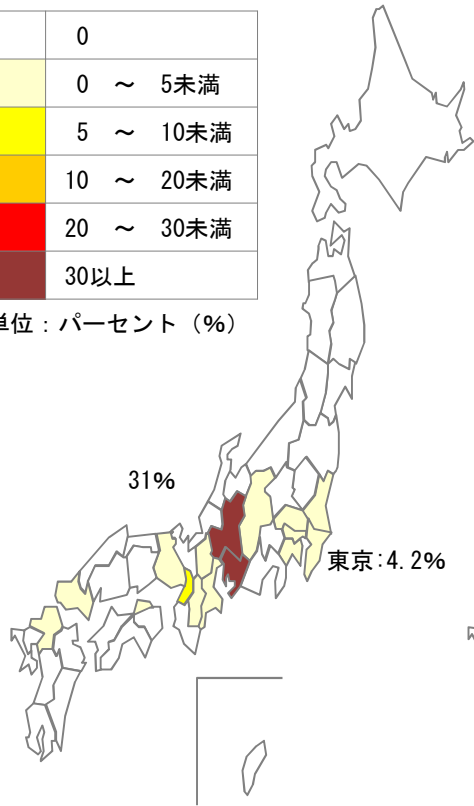 0
0 ～ 5未満
5 ～ 10未満
10 ～ 20未満
20 ～ 30未満
30以上
単位：パーセント（%）
31%
東京:4.2%